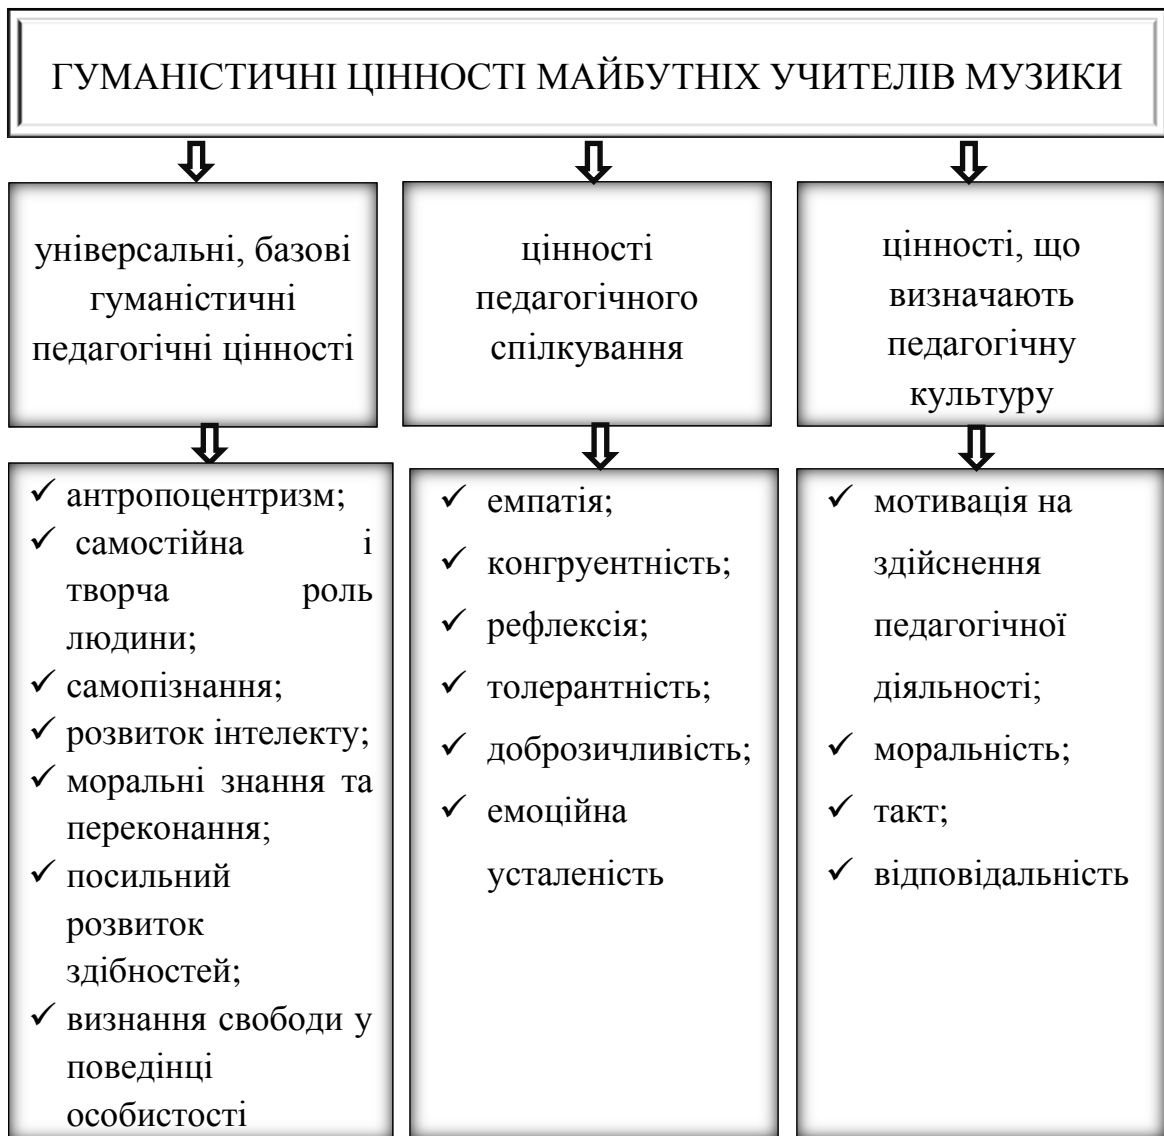 ГУМАНІСТИЧНІ ЦІННОСТІ МАЙБУТНІХ УЧИТЕЛІВ МУЗИКИ
універсальні, базові
гуманістичні
педагогічні цінності
цінності
педагогічного
спілкування
цінності, що
визначають
педагогічну
культуру
✓ антропоцентризм;
✓ самостійна і
творча роль
людини;
✓ самопізнання;
✓ розвиток інтелекту;
✓ моральні знання та
переконання;
✓ посильний
розвиток
здібностей;
✓ визнання свободи у
поведінці
особистості
✓ емпатія;
✓ конгруентність;
✓ рефлексія;
✓ толерантність;
✓ доброзичливість;
✓ емоційна
усталеність
✓ мотивація на
здійснення
педагогічної
діяльності;
✓ моральність;
✓ такт;
✓ відповідальність